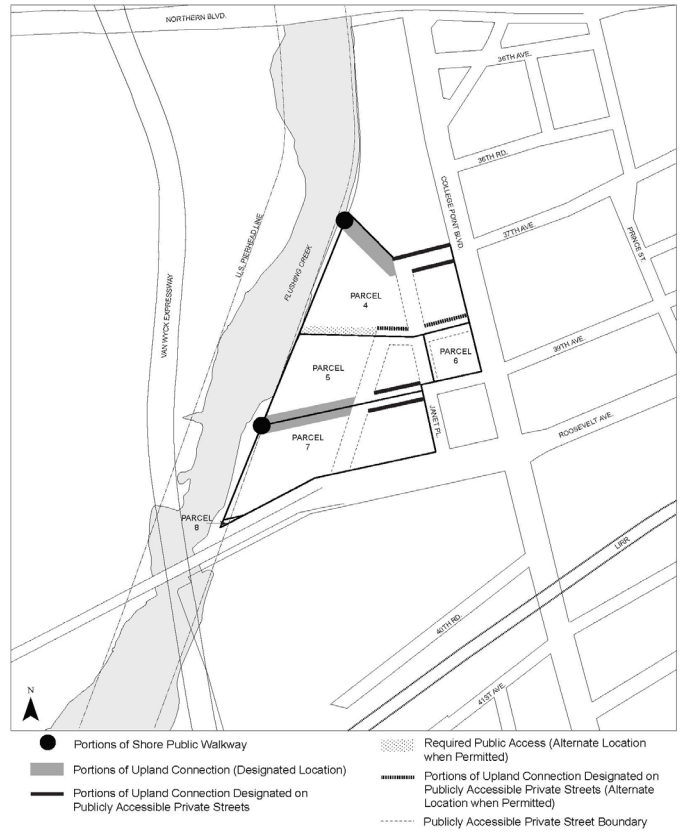 NORTHERN BLVD.
36TH AVE.
36TH RD.
COLLEGE POINT BLVD.
37TH AVE.
PRINCE ST.
U.S. PIERHEAD LINE
FLUSHING CREEK
VAN WYCK EXPRESSWAY
PARCEL
4
39TH AVE.
PARCEL
6
PARCEL
5
ROOSEVELT AVE.
JANET PL.
PARCEL
7
PARCEL
8
LIRR
40TH RD.
41ST AVE.
N
Portions of Shore Public Walkway
Portions of Upland Connection (Designated Location)
Portions of Upland Connection Designated on
Publicly Accessible Private Streets
Required Public Access (Alternate Location
when Permitted)
Portions of Upland Connection Designated on
Publicly Accessible Private Streets (Alternate
Location when Permitted)
Publicly Accessible Private Street Boundary